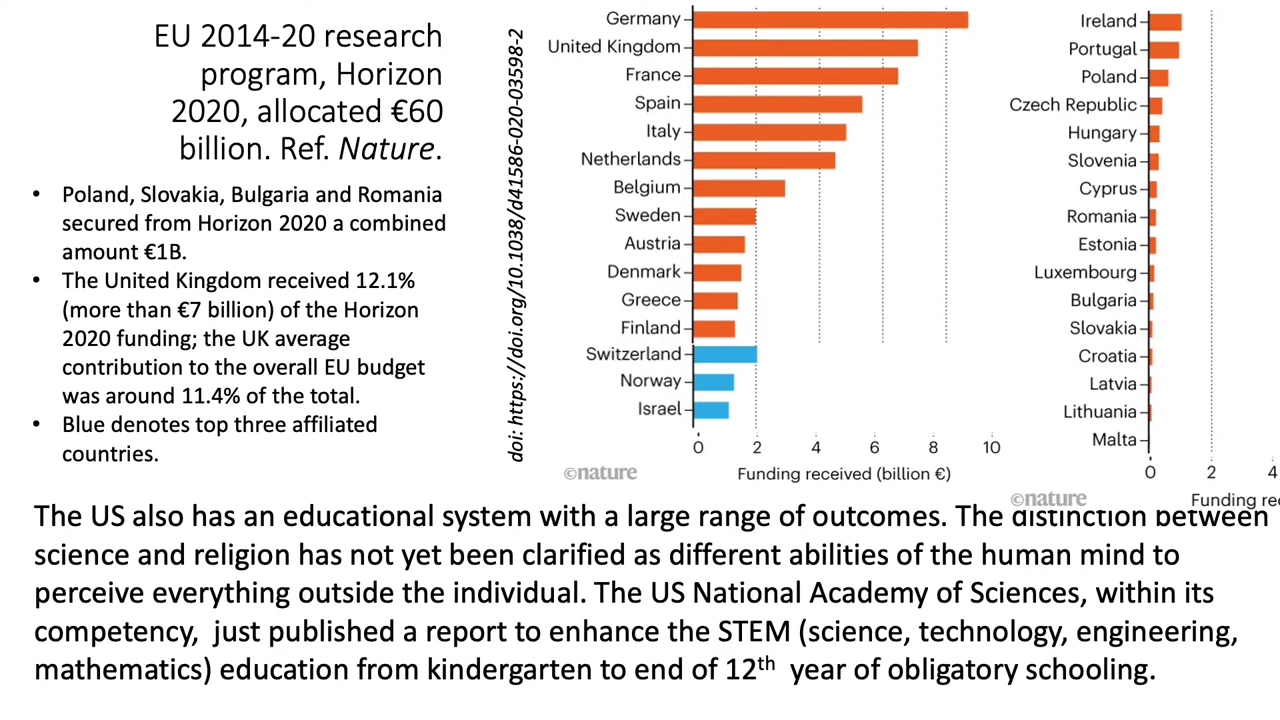 EU 2014-20 research
program, Horizon
2020, allocated €60
billion. Ref. Nature.
• Poland, Slovakia, Bulgaria and Romania
secured from Horizon 2020 a combined
amount €1B.
• The United Kingdom received 12.1%
(more than €7 billion) of the Horizon
2020 funding; the UK average
contribution to the overall EU budget
was around 11.4% of the total.
• Blue denotes top three affiliated
countries.
doi: https://doi.org/10.1038/d41586-020-03598-2
Germany
United Kingdom
France
Spain
Italy
Netherlands
Belgium
Sweden
Austria
Denmark
Greece
Finland
Switzerland
Norway
Israel
0 2 4 6 8 10
Funding received (billion €)
©nature
Ireland
Portugal
Poland
Czech Republic
Hungary
Slovenia
Cyprus
Romania
Estonia
Luxembourg
Bulgaria
Slovakia
Croatia
Latvia
Lithuania
Malta
0 2 4
Funding rec
©nature
The US also has an educational system with a large range of outcomes. The distinction between
science and religion has not yet been clarified as different abilities of the human mind to
perceive everything outside the individual. The US National Academy of Sciences, within its
competency,  just published a report to enhance the STEM (science, technology, engineering,
mathematics) education from kindergarten to end of 12th  year of obligatory schooling.